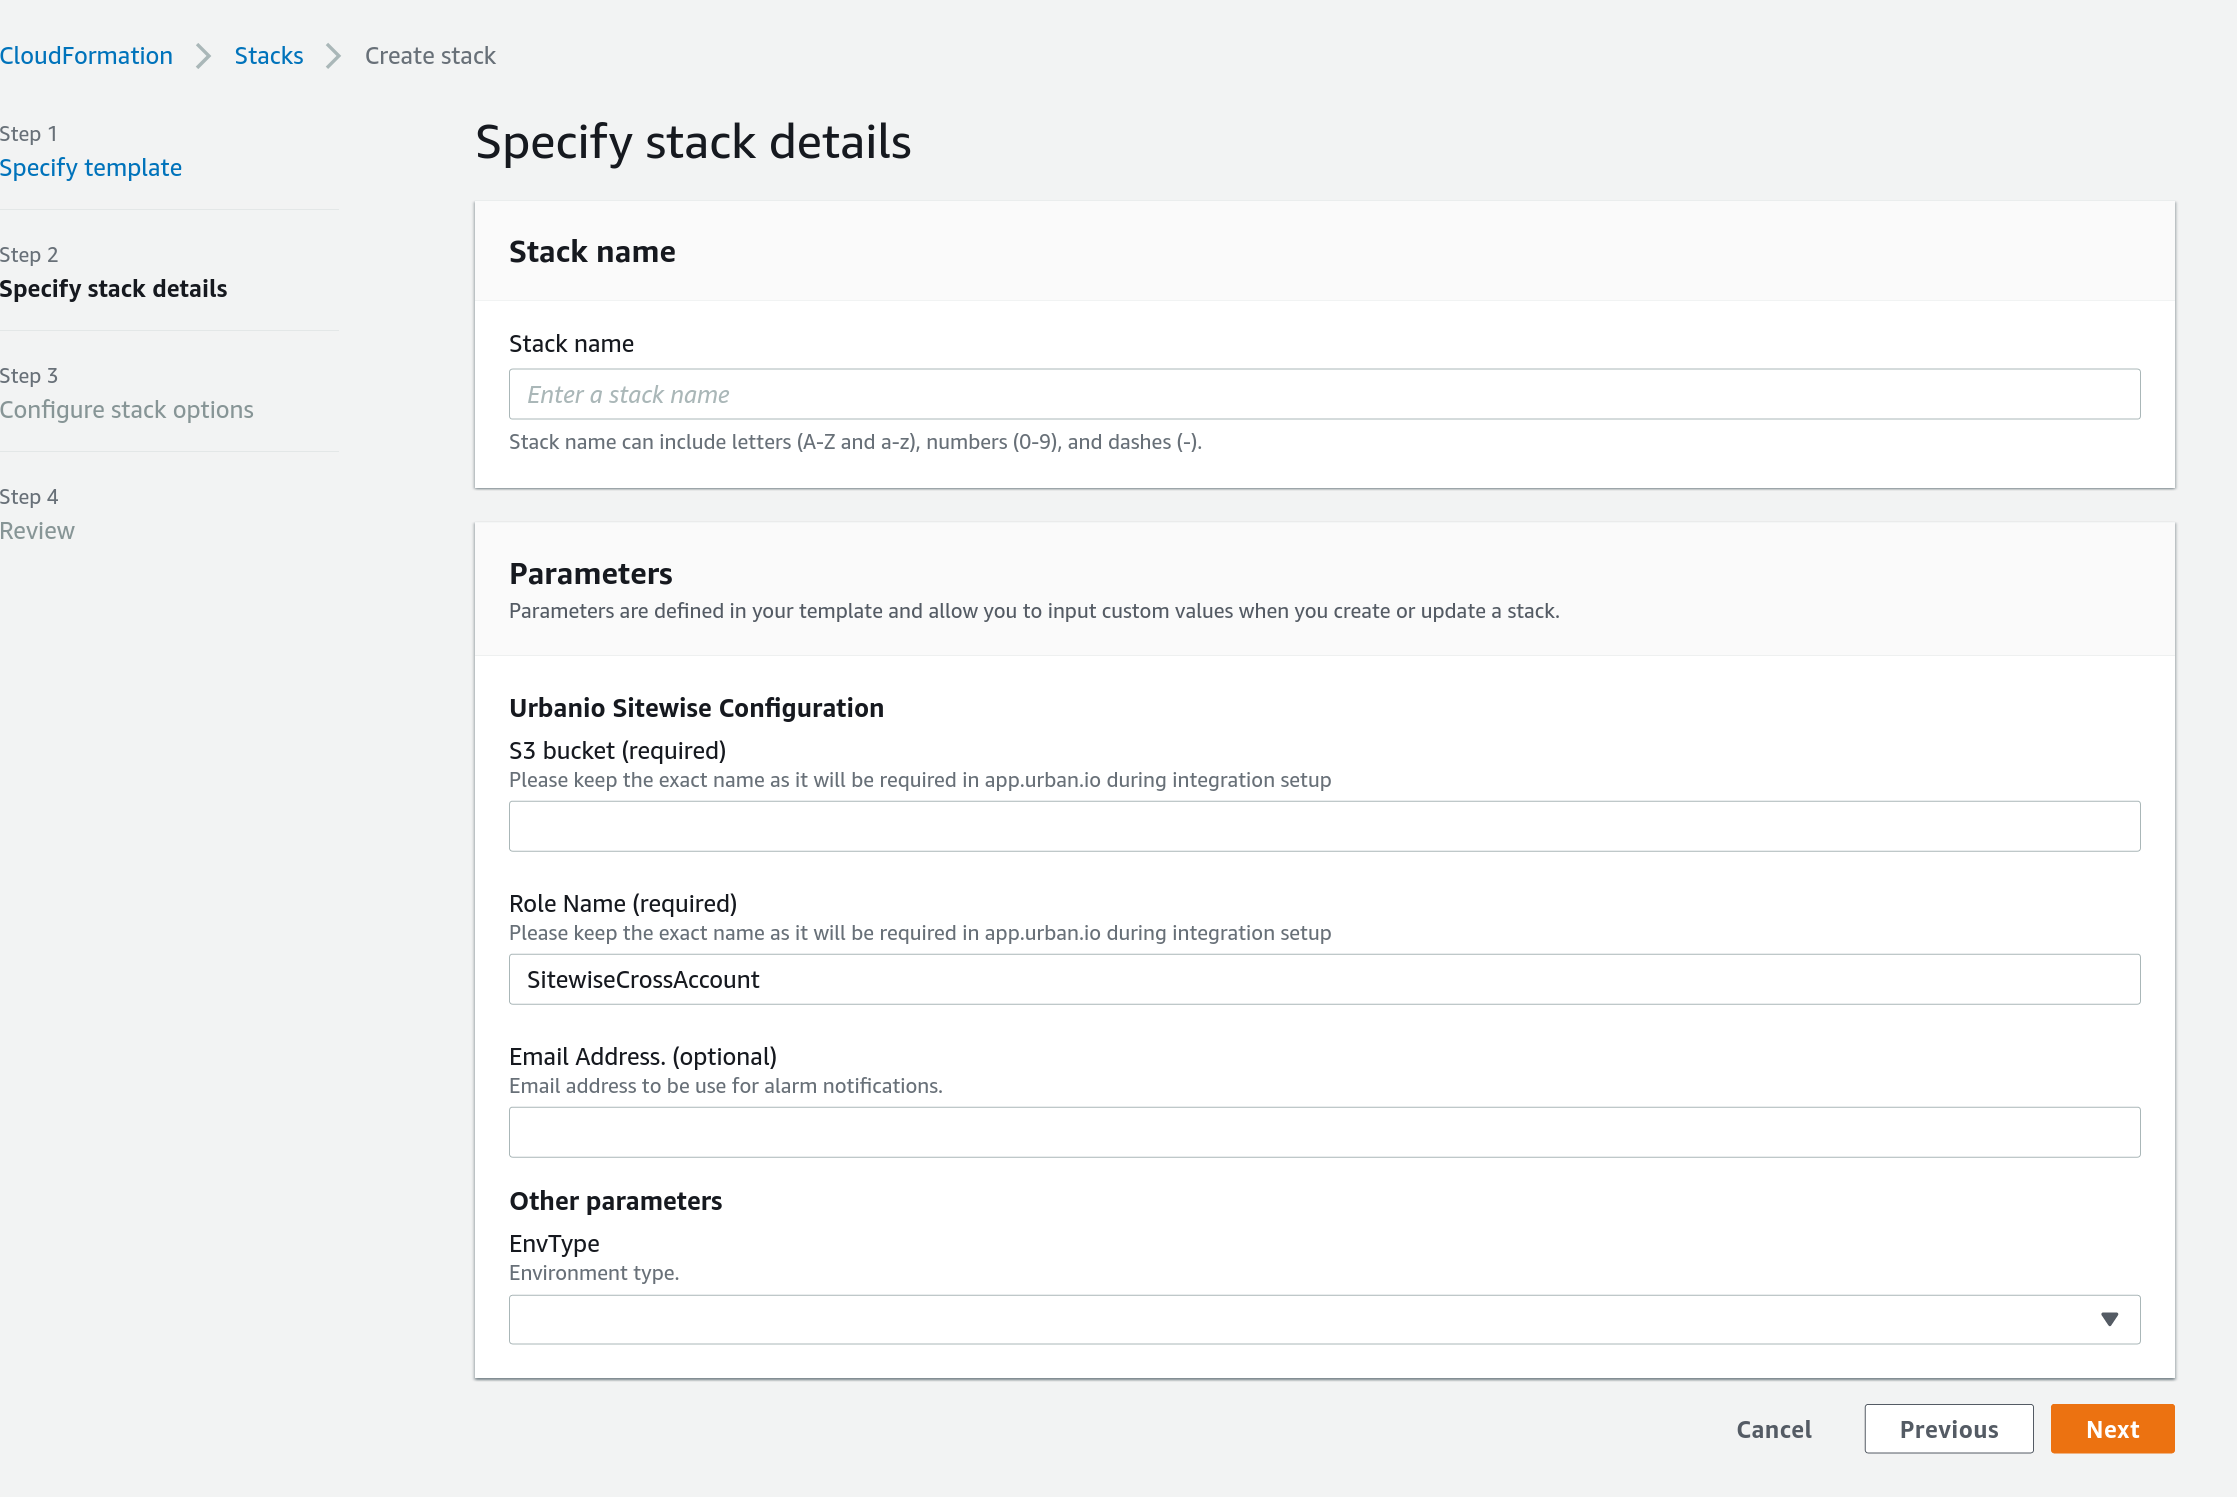 CloudFormation Stacks Create stack
Step 1
Specify template
Step 2
Specify stack details
Step 3
Configure stack options
Step 4
Review
Specify stack details
Stack name
Stack name
Enter a stack name
Stack name can include letters (A-Z and a-z), numbers (0-9), and dashes (-).
Parameters
Parameters are defined in your template and allow you to input custom values when you create or update a stack.
Urbanio Sitewise Configuration
S3 bucket (required)
Please keep the exact name as it will be required in app.urban.io during integration setup
Role Name (required)
Please keep the exact name as it will be required in app.urban.io during integration setup
SitewiseCrossAccount
Email Address. (optional)
Email address to be use for alarm notifications.
Other parameters
EnvType
Environment type.
Cancel Previous Next